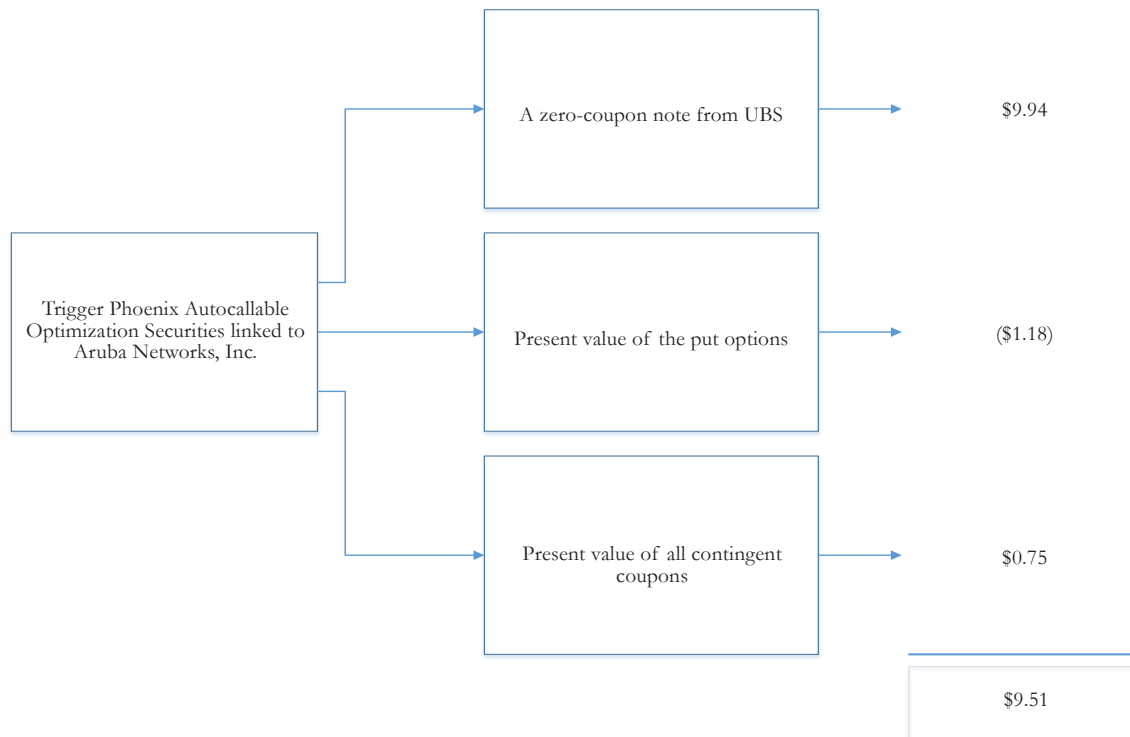 A zero-coupon note from UBS
$9.94
Trigger Phoenix Autocallable
Optimization Securities linked to
Aruba Networks, Inc.
Present value of the put options
($1.18)
Present value of all contingent
coupons
$0.75
$9.51